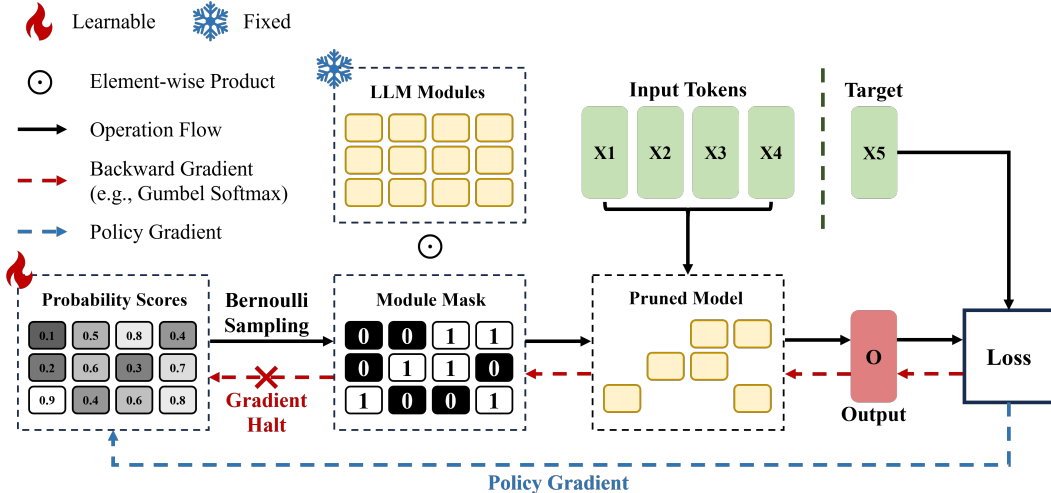 Learnable
Fixed
Element-wise Product
Operation Flow
Backward Gradient
(e.g., Gumbel Softmax)
Policy Gradient
LLM Modules
Input Tokens
Target
X1 X2 X3 X4
X5
Probability Scores
0.1 0.5 0.8 0.4
0.2 0.6 0.3 0.7
0.9 0.4 0.6 0.8
Bernoulli
Sampling
Gradient
Halt
Module Mask
0 0 1 1
0 1 1 0
1 0 0 1
Pruned Model
O
Output
Loss
Policy Gradient